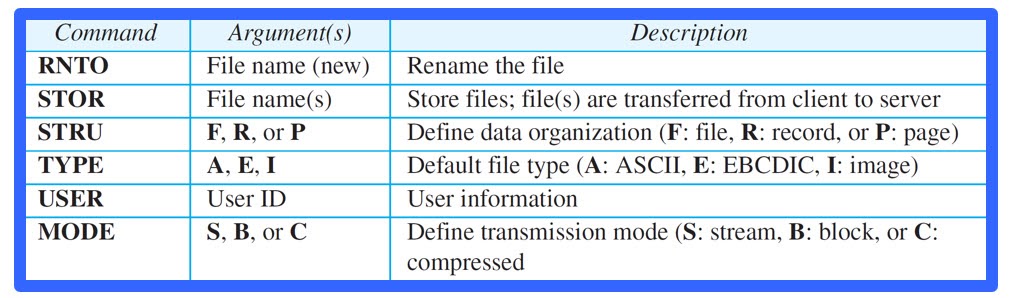 Command Argument(s) Description
RNTO File name (new) Rename the file
STOR File name(s) Store files; file(s) are transferred from client to server
STRU F, R, or P Define data organization (F: file, R: record, or P: page)
TYPE A, E, I Default file type (A: ASCII, E: EBCDIC, I: image)
USER User ID User information
MODE S, B, or C Define transmission mode (S: stream, B: block, or C:
compressed